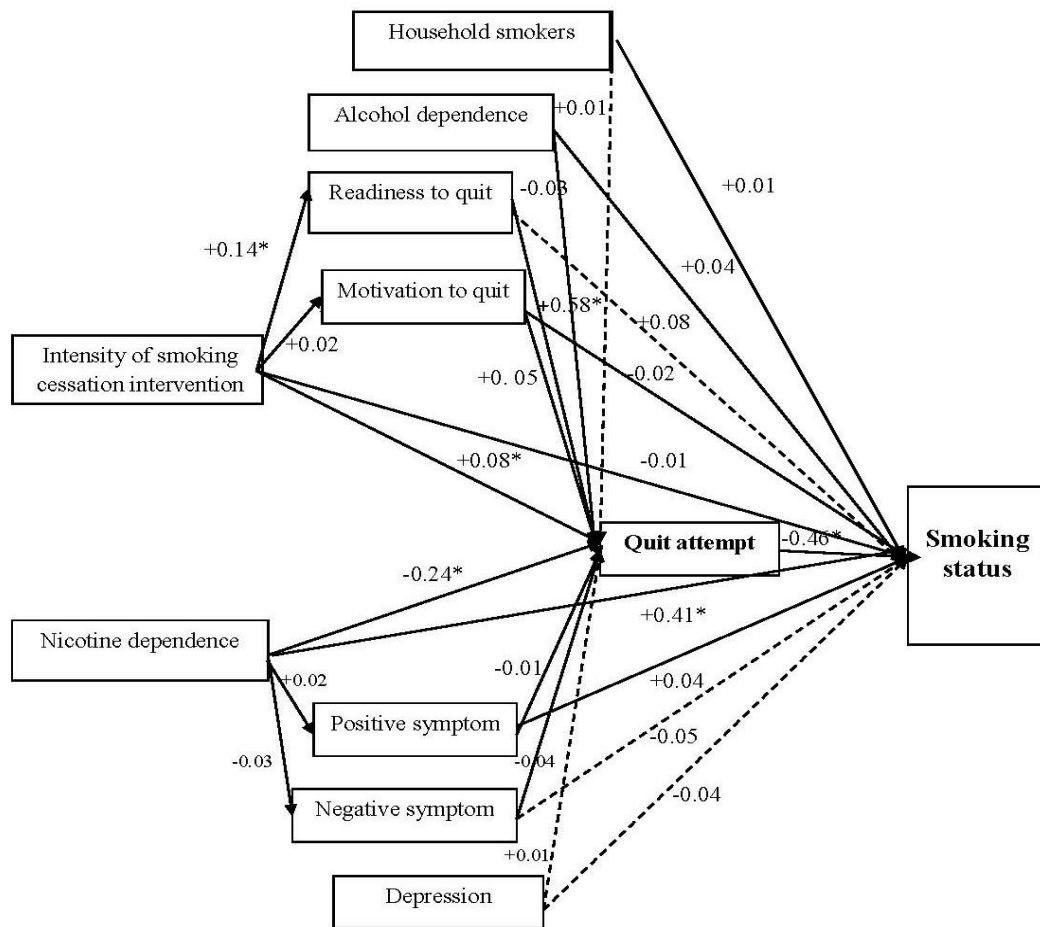 Household smokers
+0.01
Alcohol dependence
Readiness to quit
-0.03
+0.01
+0.14*
+0.04
Motivation to quit
+0.58*
+0.08
+0.02
Intensity of smoking
cessation intervention
+0. 05
-0.02
+0.08*
-0.01
Quit attempt
-0.46*
Smoking
status
-0.24*
+0.41*
Nicotine dependence
+0.02
-0.01
+0.04
Positive symptom
-0.05
-0.03
-0.04
Negative symptom
-0.04
+0.01
Depression